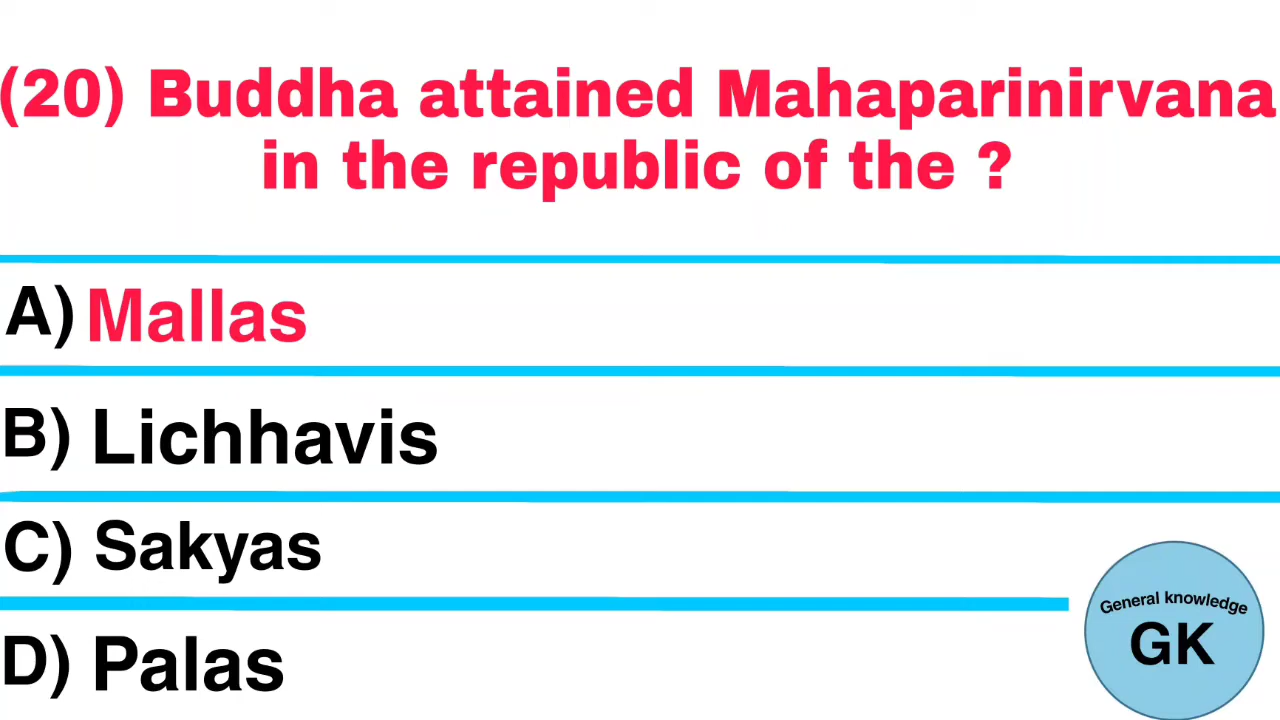 (20) Buddha attained Mahaparinirvana
in the republic of the ?
A) Mallas
B) Lichhavis
C) Sakyas
D) Palas
General knowledge
GK